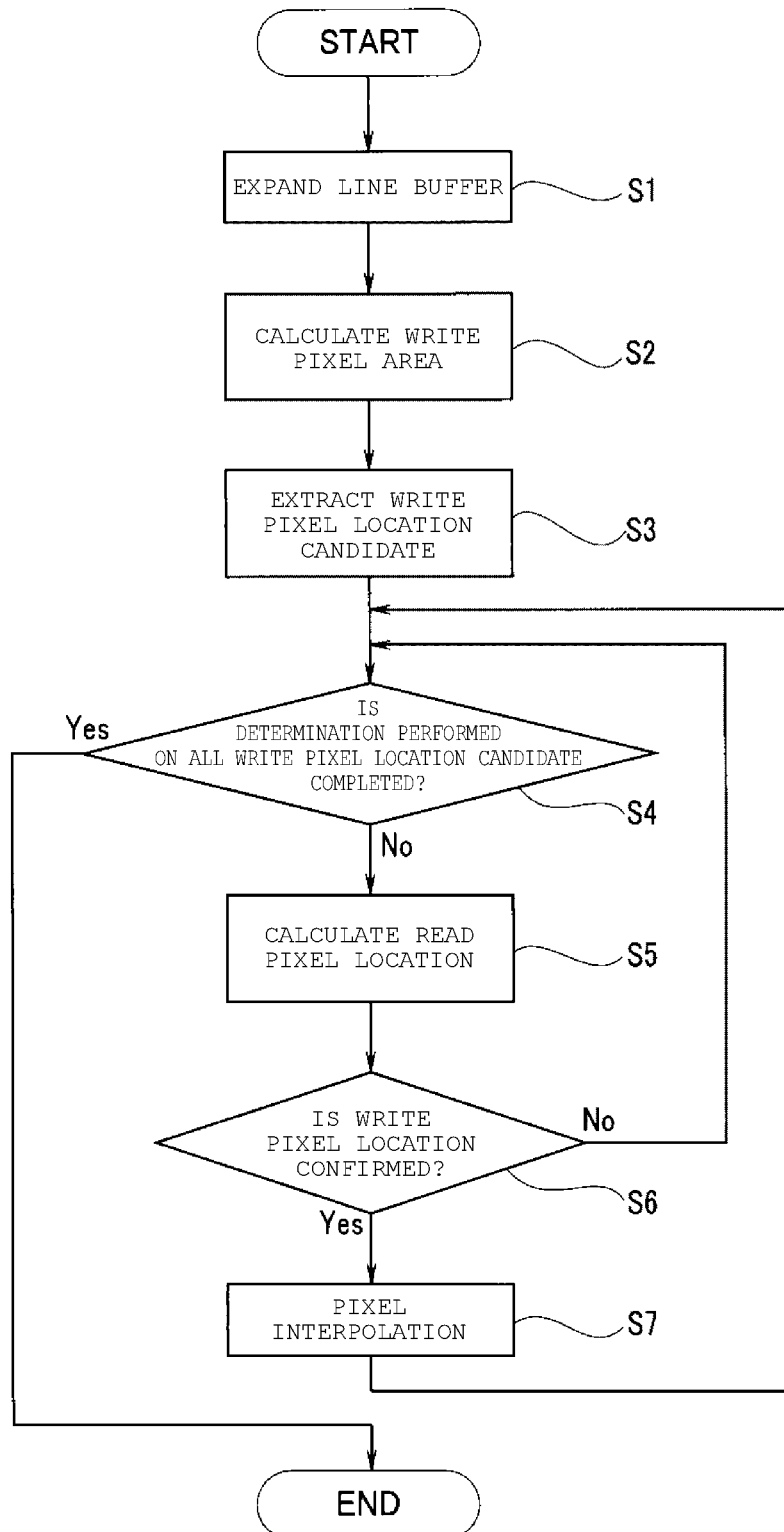 START
EXPAND LINE BUFFER
S1
CALCULATE WRITE
PIXEL AREA
S2
EXTRACT WRITE
PIXEL LOCATION
CANDIDATE
S3
IS
DETERMINATION PERFORMED
ON ALL WRITE PIXEL LOCATION CANDIDATE
COMPLETED?
Yes
S4
No
CALCULATE READ
PIXEL LOCATION
S5
IS WRITE
PIXEL LOCATION
CONFIRMED?
No
S6
Yes
PIXEL
INTERPOLATION
S7
END